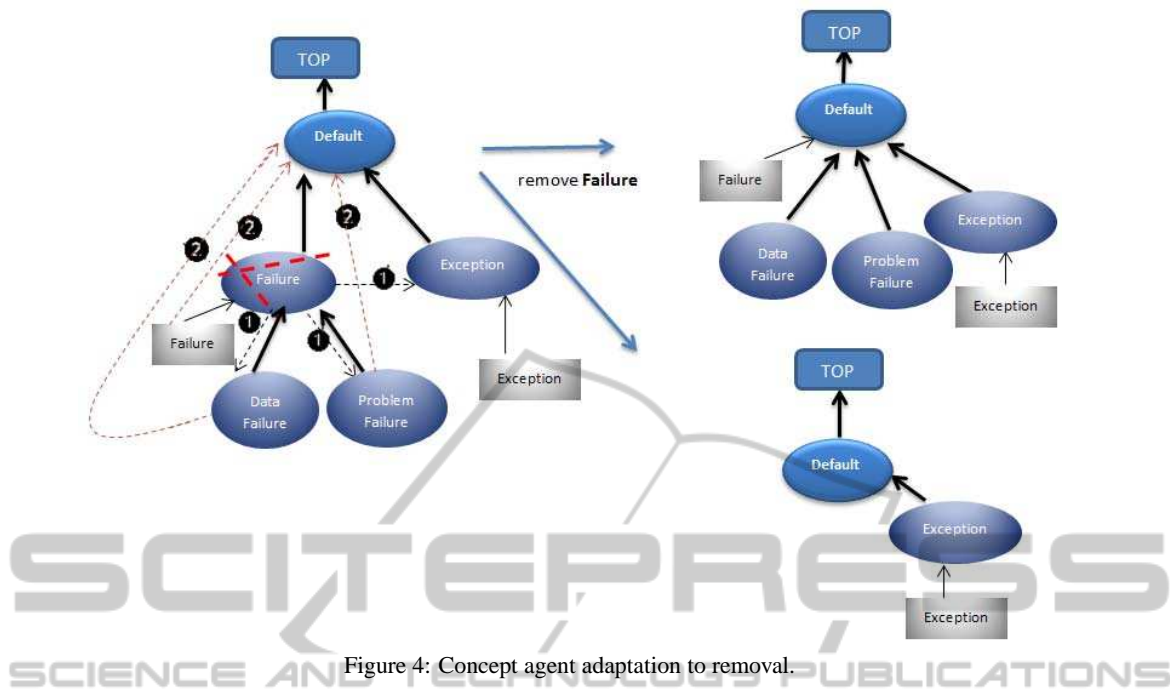 TOP
Default
2
2
2
Failure
1
Exception
1
1
Failure
Exception
Data
Failure
Problem
Failure
remove Failure
TOP
Default
Failure
Exception
Data
Failure
Problem
Failure
Exception
TOP
Default
Exception
Exception
SCITEPRESS
SCIENCE AND TECHNOLOGY PUBLICATIONS
Figure 4: Concept agent adaptation to removal.